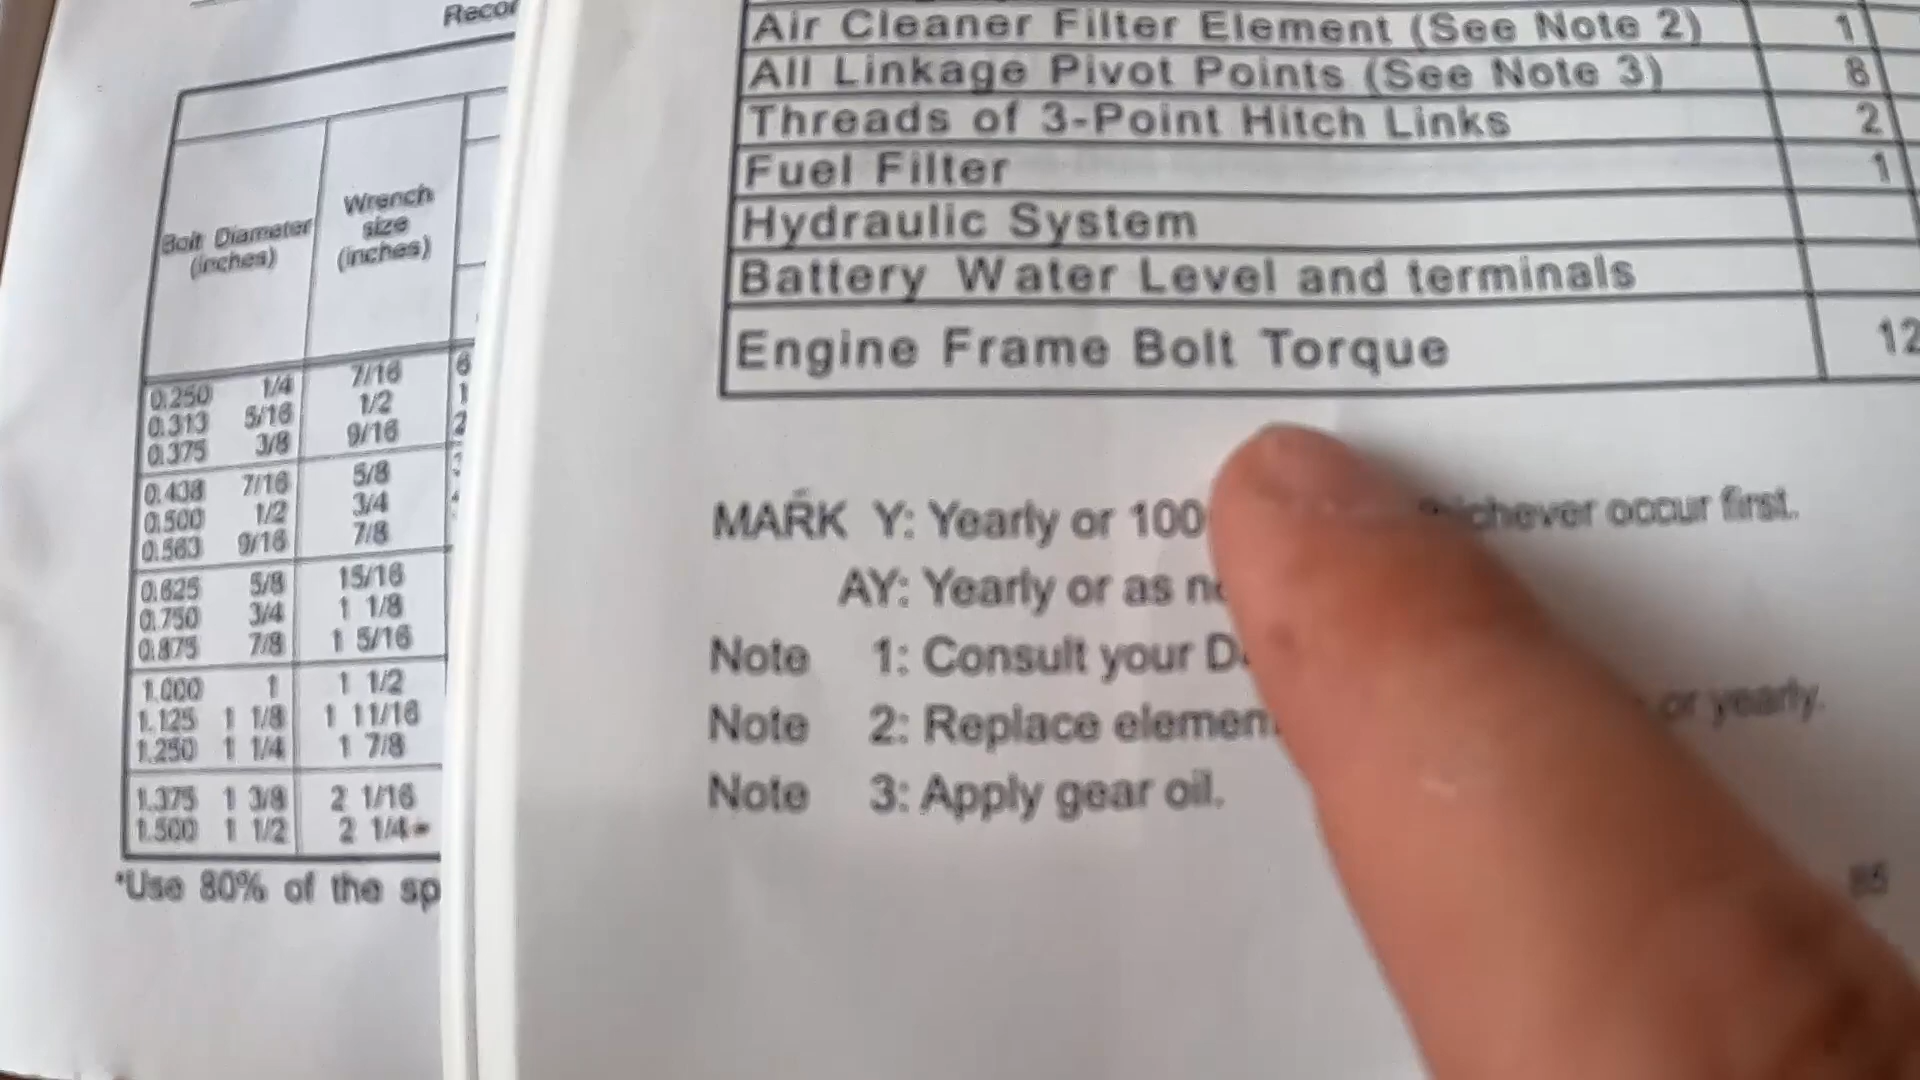 Recor
Bolt Diameter
(inches)
Wrench
size
(inches)
0.250 1/4 7/16 6
0.313 5/16 1/2 1
0.375 3/8 9/16 2
0.438 7/16 5/8
0.500 1/2 3/4
0.563 9/16 7/8
0.625 5/8 15/16
0.750 3/4 1 1/8
0.875 7/8 1 5/16
1.000 1 1 1/2
1.125 1 1/8 1 11/16
1.250 1 1/4 1 7/8
1.375 1 3/8 2 1/16
1.500 1 1/2 2 1/4
*Use 80% of the sp
Air Cleaner Filter Element (See Note 2) 1
All Linkage Pivot Points (See Note 3) 8
Threads of 3-Point Hitch Links 2
Fuel Filter 1
Hydraulic System
Battery Water Level and terminals
Engine Frame Bolt Torque 12
MARK Y: Yearly or 100 whichever occur first.
AY: Yearly or as
Note 1: Consult your
Note 2: Replace element or yearly.
Note 3: Apply gear oil.